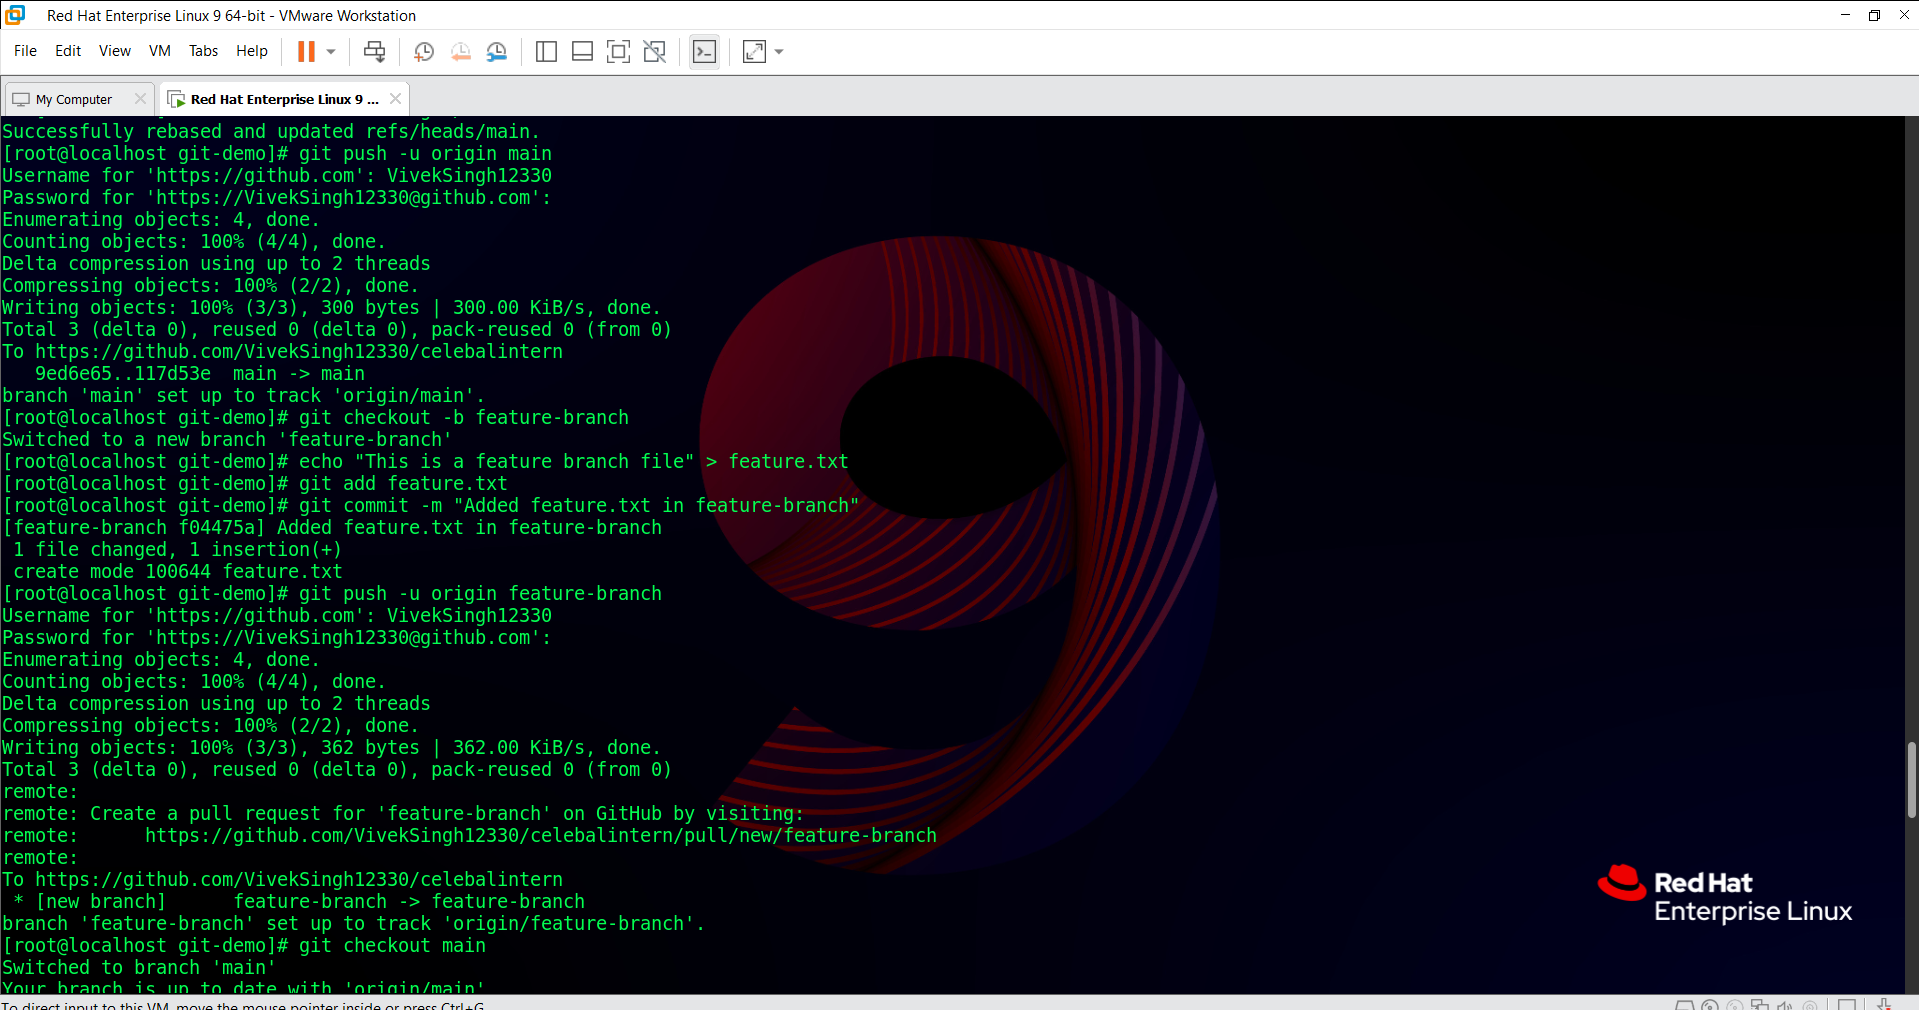 Red Hat Enterprise Linux 9 64-bit - VMware Workstation
File Edit View VM Tabs Help
My Computer
Red Hat Enterprise Linux 9 ...
Successfully rebased and updated refs/heads/main.
[root@localhost git-demo]# git push -u origin main
Username for 'https://github.com': VivekSingh12330
Password for 'https://VivekSingh12330@github.com':
Enumerating objects: 4, done.
Counting objects: 100% (4/4), done.
Delta compression using up to 2 threads
Compressing objects: 100% (2/2), done.
Writing objects: 100% (3/3), 300 bytes | 300.00 KiB/s, done.
Total 3 (delta 0), reused 0 (delta 0), pack-reused 0 (from 0)
To https://github.com/VivekSingh12330/celebalintern
   9ed6e65..117d53e  main -> main
branch 'main' set up to track 'origin/main'.
[root@localhost git-demo]# git checkout -b feature-branch
Switched to a new branch 'feature-branch'
[root@localhost git-demo]# echo "This is a feature branch file" > feature.txt
[root@localhost git-demo]# git add feature.txt
[root@localhost git-demo]# git commit -m "Added feature.txt in feature-branch"
[feature-branch f04475a] Added feature.txt in feature-branch
 1 file changed, 1 insertion(+)
 create mode 100644 feature.txt
[root@localhost git-demo]# git push -u origin feature-branch
Username for 'https://github.com': VivekSingh12330
Password for 'https://VivekSingh12330@github.com':
Enumerating objects: 4, done.
Counting objects: 100% (4/4), done.
Delta compression using up to 2 threads
Compressing objects: 100% (2/2), done.
Writing objects: 100% (3/3), 362 bytes | 362.00 KiB/s, done.
Total 3 (delta 0), reused 0 (delta 0), pack-reused 0 (from 0)
remote:
remote: Create a pull request for 'feature-branch' on GitHub by visiting:
remote:      https://github.com/VivekSingh12330/celebalintern/pull/new/feature-branch
remote:
To https://github.com/VivekSingh12330/celebalintern
 * [new branch]      feature-branch -> feature-branch
branch 'feature-branch' set up to track 'origin/feature-branch'.
[root@localhost git-demo]# git checkout main
Switched to branch 'main'
Your branch is up to date with 'origin/main'
Red Hat
Enterprise Linux
To direct input to this VM, move the mouse pointer inside or press Ctrl+G